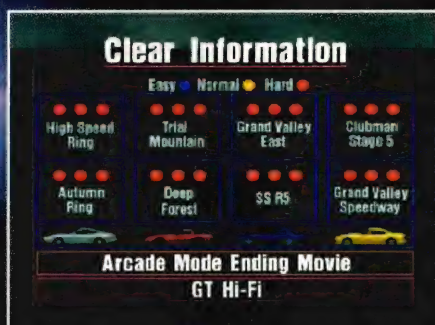 Clear Information
Easy Normal Hard
High Speed Ring
Trial Mountain
Grand Valley East
Clubman Stage 5
Autumn Ring
Deep Forest
SS R5
Grand Valley Speedway
Arcade Mode Ending Movie
GT Hi-Fi